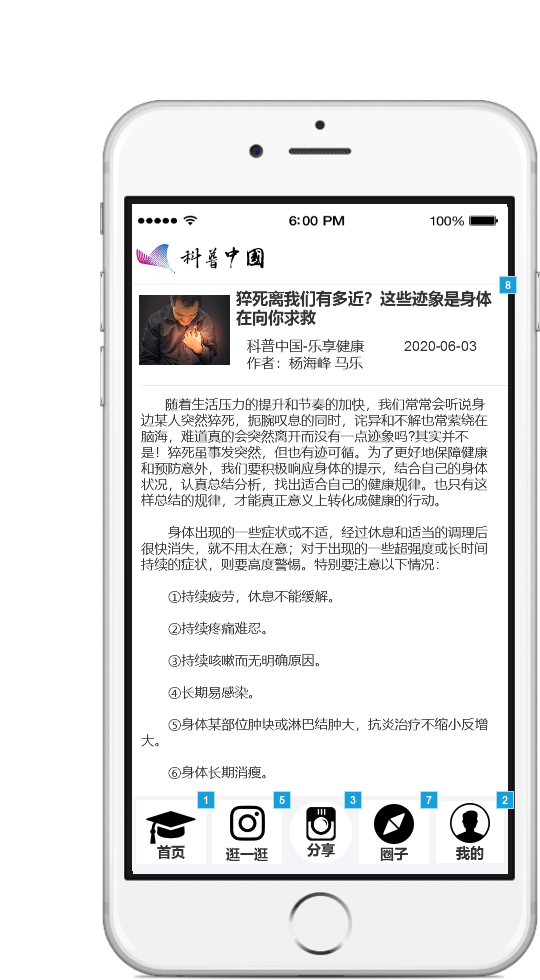 6:00 PM
100%
科普中国
8
猝死离我们有多近？这些迹象是身体
在向你求救
科普中国-乐享健康
2020-06-03
作者：杨海峰 马乐
随着生活压力的提升和节奏的加快，我们常常会听说身
边某人突然猝死，扼腕叹息的同时，诧异和不解也常萦绕在
脑海，难道真的会突然离开而没有一点迹象吗?其实并不
是！猝死虽事发突然，但也有迹可循。为了更好地保障健康
和预防意外，我们要积极响应身体的提示，结合自己的身体
状况，认真总结分析，找出适合自己的健康规律。也只有这
样总结的规律，才能真正意义上转化成健康的行动。
身体出现的一些症状或不适，经过休息和适当的调理后
很快消失，就不用太在意；对于出现的一些超强度或长时间
持续的症状，则要高度警惕。特别要注意以下情况：
①持续疲劳，休息不能缓解。
②持续疼痛难忍。
③持续咳嗽而无明确原因。
④长期易感染。
⑤身体某部位肿块或淋巴结肿大，抗炎治疗不缩小反增
大。
⑥身体长期消瘦。
1
5
3
7
2
首页
逛一逛
分享
圈子
我的